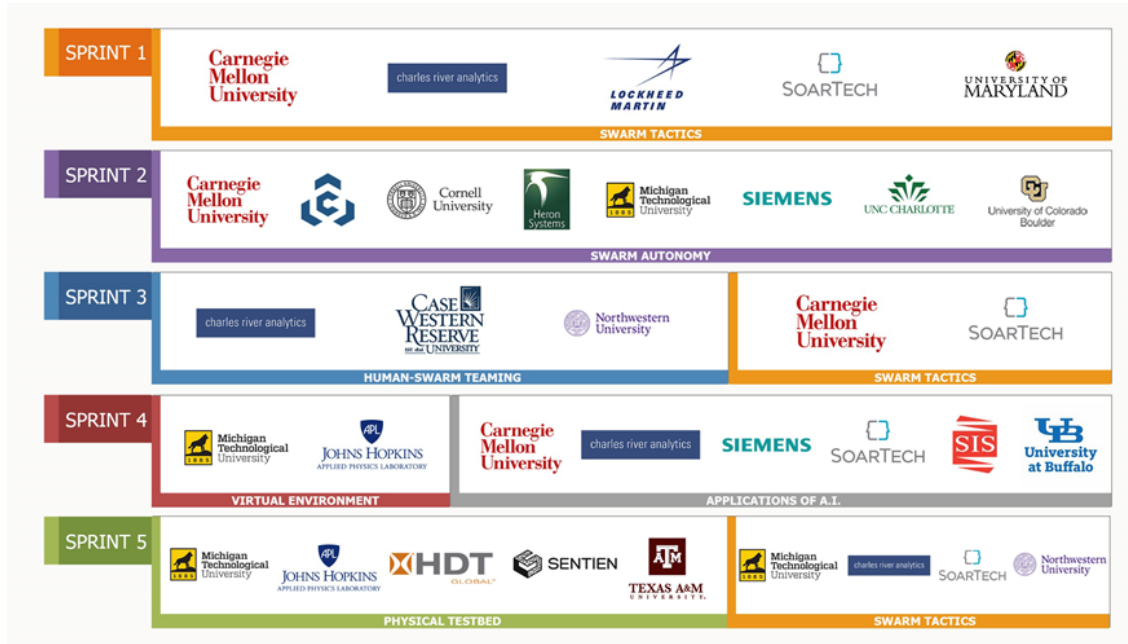 SPRINT 1
Carnegie
Mellon
University
charles river analytics
LOCKHEED
MARTIN
SOARTECH
UNIVERSITY OF
MARYLAND
SWARM TACTICS
SPRINT 2
Carnegie
Mellon
University
C
Cornell
University
Heron
Systems
1885
Michigan
Technological
University
SIEMENS
UNC CHARLOTTE
CU
University of Colorado
Boulder
SWARM AUTONOMY
SPRINT 3
charles river analytics
CASE
WESTERN
RESERVE
UNIVERSITY
Northwestern
University
HUMAN-SWARM TEAMING
Carnegie
Mellon
University
SOARTECH
SWARM TACTICS
SPRINT 4
1885
Michigan
Technological
University
APL
JOHNS HOPKINS
APPLIED PHYSICS LABORATORY
VIRTUAL ENVIRONMENT
Carnegie
Mellon
University
charles river analytics
SIEMENS
SOARTECH
SIS
UB
University
at Buffalo
APPLICATIONS OF A.I.
SPRINT 5
1885
Michigan
Technological
University
APL
JOHNS HOPKINS
APPLIED PHYSICS LABORATORY
HDT
GLOBAL
SENTIEN
ATM
TEXAS A&M
UNIVERSITY
PHYSICAL TESTBED
1885
Michigan
Technological
University
charles river analytics
SOARTECH
Northwestern
University
SWARM TACTICS